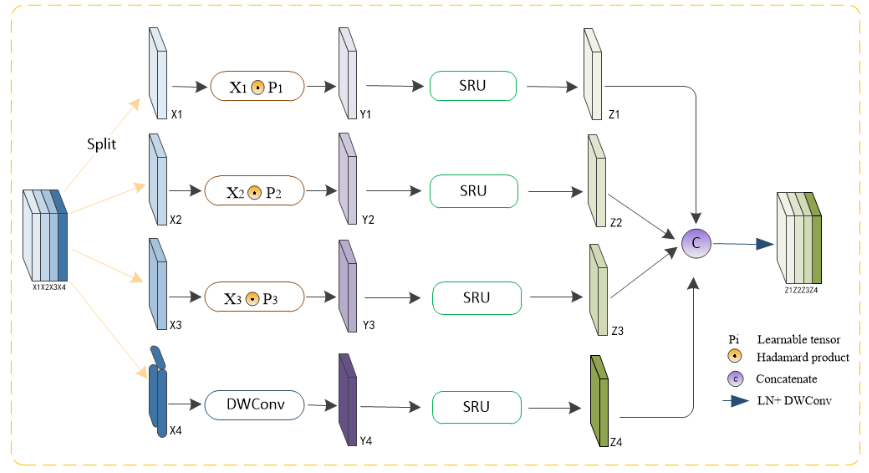 Split
X1X2X3X4
X1
X1 ⊙ P1
Y1
SRU
Z1
X2
X2 ⊙ P2
Y2
SRU
Z2
X3
X3 ⊙ P3
Y3
SRU
Z3
X4
DWConv
Y4
SRU
Z4
C
Z1Z2Z3Z4
Pi Learnable tensor
Hadamard product
C Concatenate
LN+ DWConv